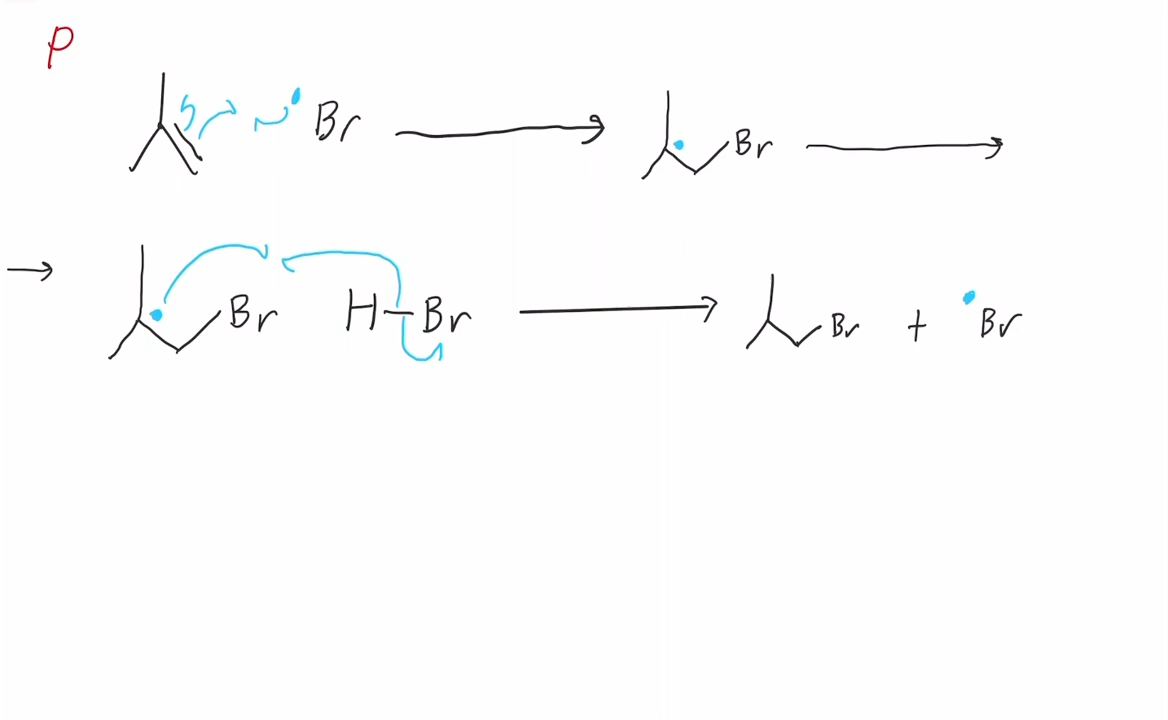 P
•Br → Br →
→ Br H–Br → Br + •Br